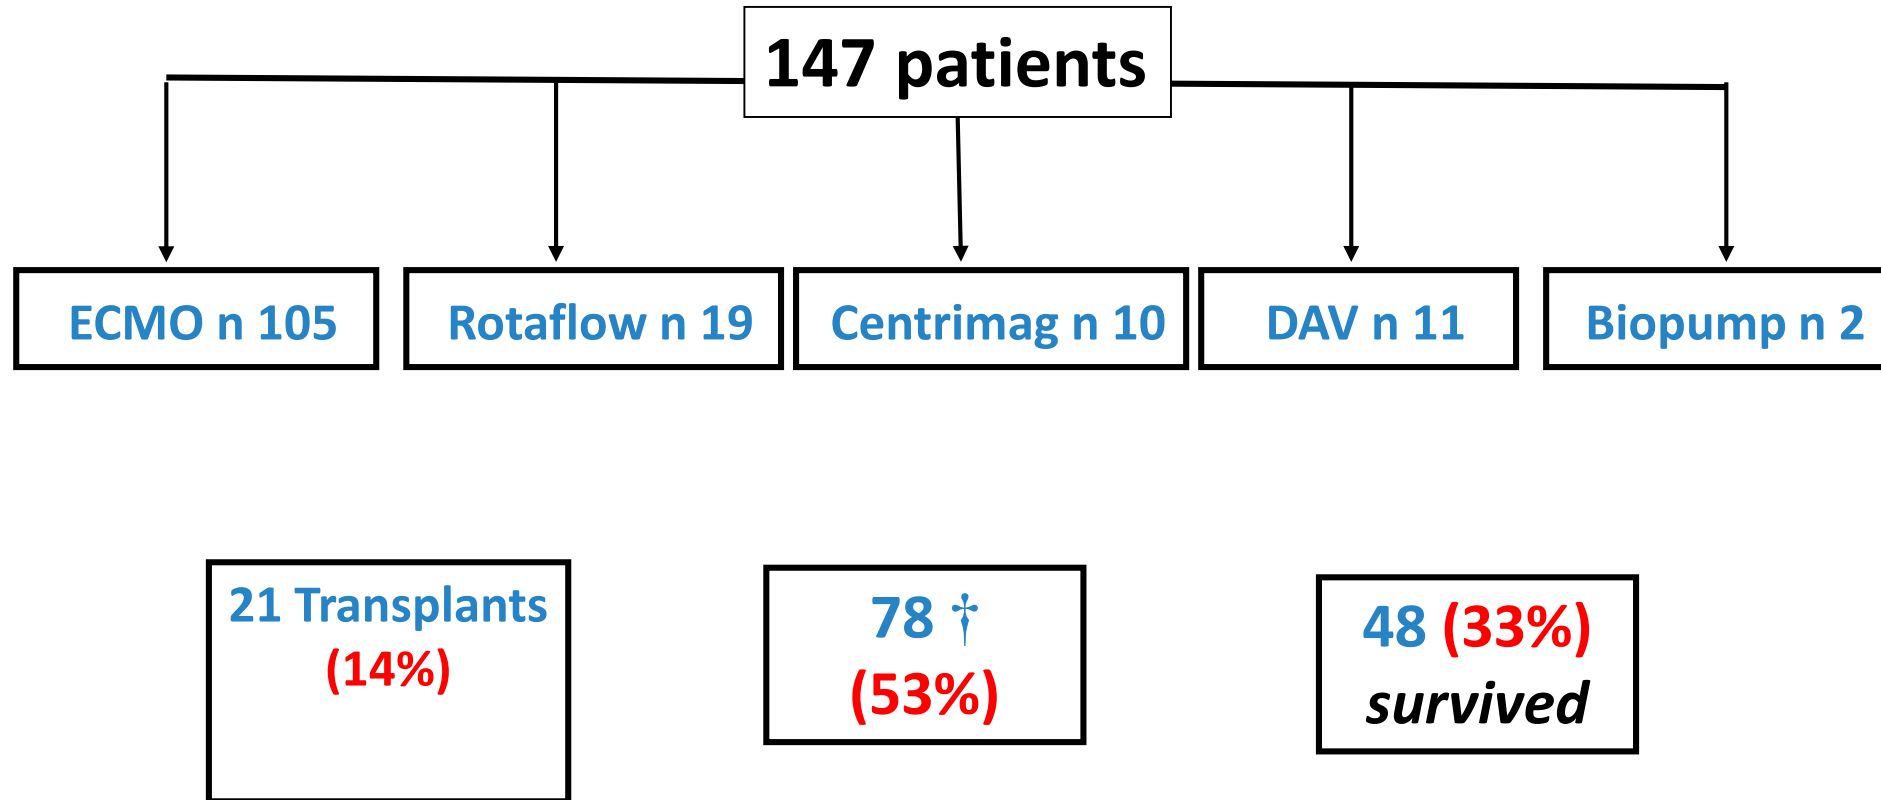 147 patients
ECMO n 105
Rotaflow n 19
Centrimag n 10
DAV n 11
Biopump n 2
21 Transplants
(14%)
78 †
(53%)
48 (33%)
survived